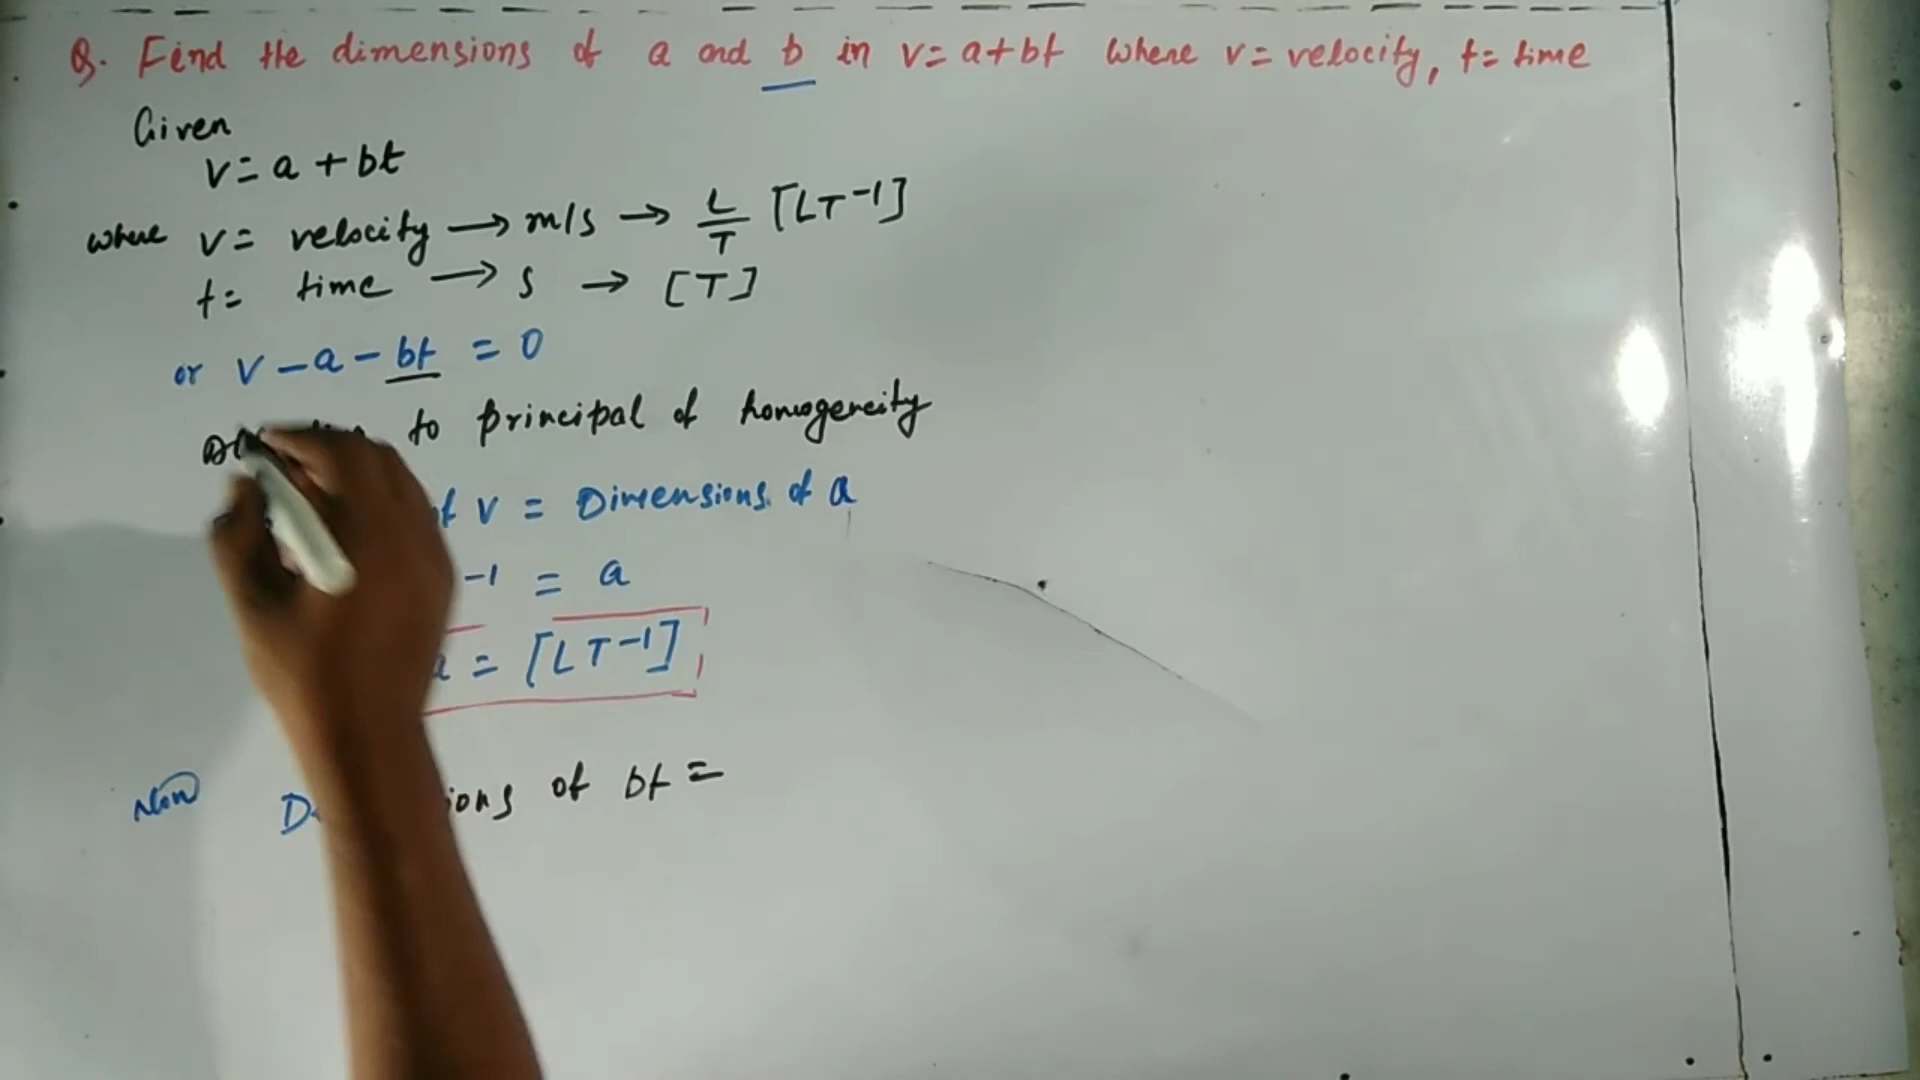 Q. Find the dimensions of a and b in v = a + bt where v = velocity, t = time
Given
v = a + bt
where v = velocity → m/s → L/T [LT⁻¹]
t = time → s → [T]
or v - a - bt = 0
to principal of homogeneity
of v = Dimensions of a
-1 = a
a = [LT⁻¹]
Now of bt =